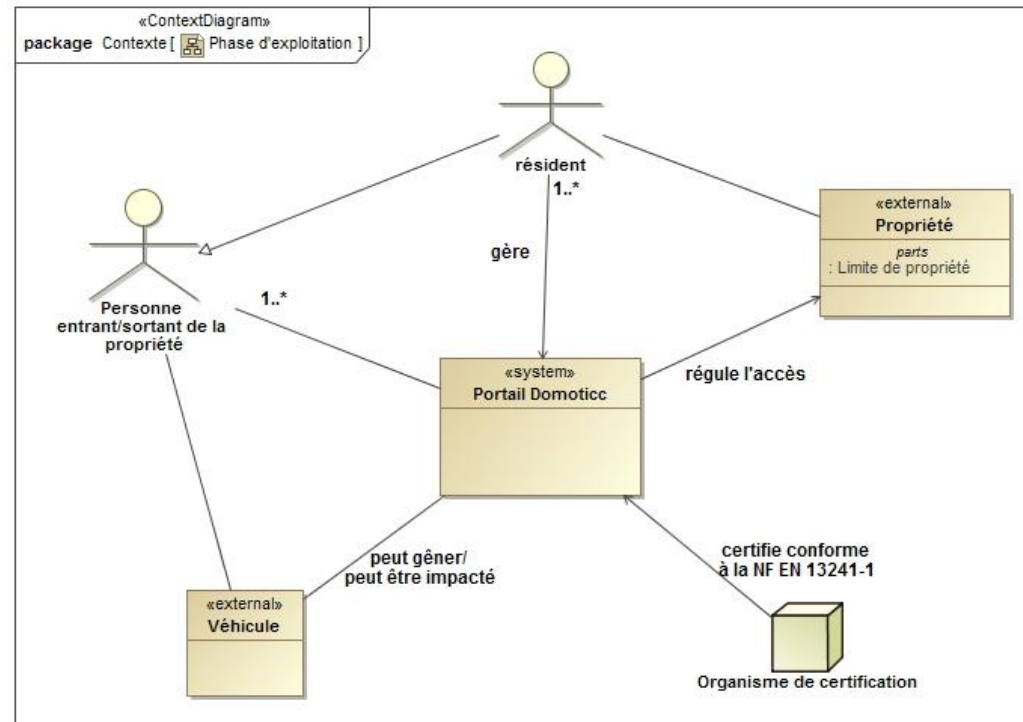 «ContextDiagram»
package Contexte [ Phase d'exploitation ]
résident
1..*
«external»
Propriété
parts
: Limite de propriété
gère
Personne
entrant/sortant de la
propriété
1..*
«system»
Portail Domoticc
régule l'accès
peut gêner/
peut être impacté
certifie conforme
à la NF EN 13241-1
«external»
Véhicule
Organisme de certification